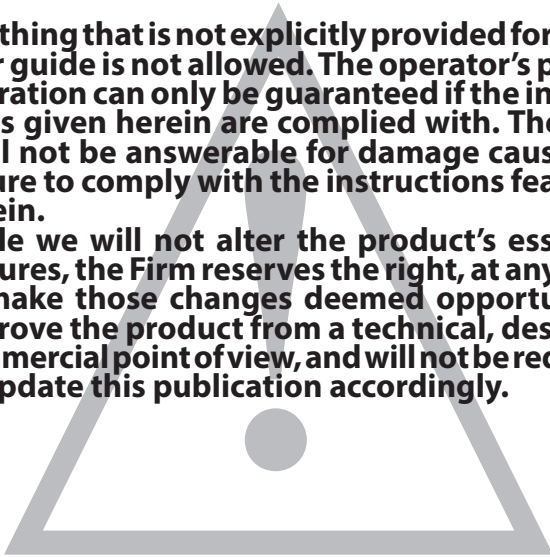 thing that is not explicitly provided for
r guide is not allowed. The operator's p
ration can only be guaranteed if the in
s given herein are complied with. The
l not be answerable for damage caus
ure to comply with the instructions fea
ein.
le we will not alter the product's ess
ures, the Firm reserves the right, at any
make those changes deemed opportu
rove the product from a technical, des
mercial point of view, and will not be rec
pdate this publication accordingly.